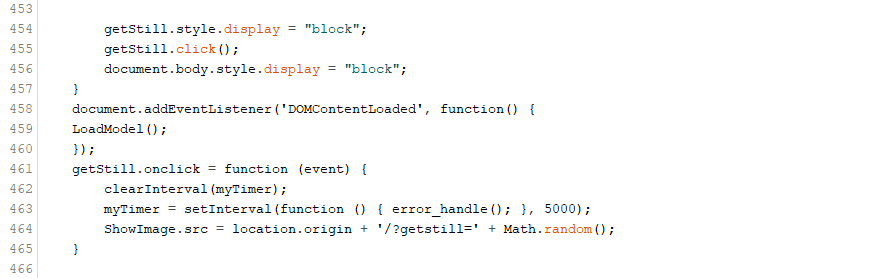 453
454 getStill.style.display = "block";
455 getStill.click();
456 document.body.style.display = "block";
457 }
458 document.addEventListener('DOMContentLoaded', function() {
459 LoadModel();
460 });
461 getStill.onclick = function (event) {
462 clearInterval(myTimer);
463 myTimer = setInterval(function () { error_handle(); }, 5000);
464 ShowImage.src = location.origin + '/?getstill=' + Math.random();
465 }
466